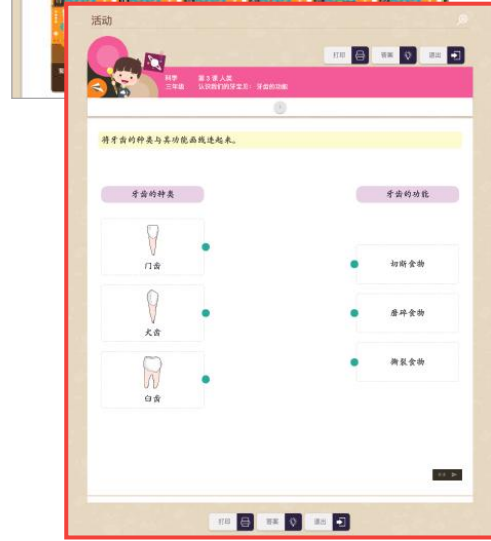 活动
打印 答案 退出
科学 第 3 课 人类
三年级 认识我们的牙宝贝：牙齿的功能
1
将牙齿的种类与其功能画线连起来。
牙齿的种类 牙齿的功能
门齿
切断食物
犬齿
磨碎食物
臼齿
撕裂食物
打印 答案 退出